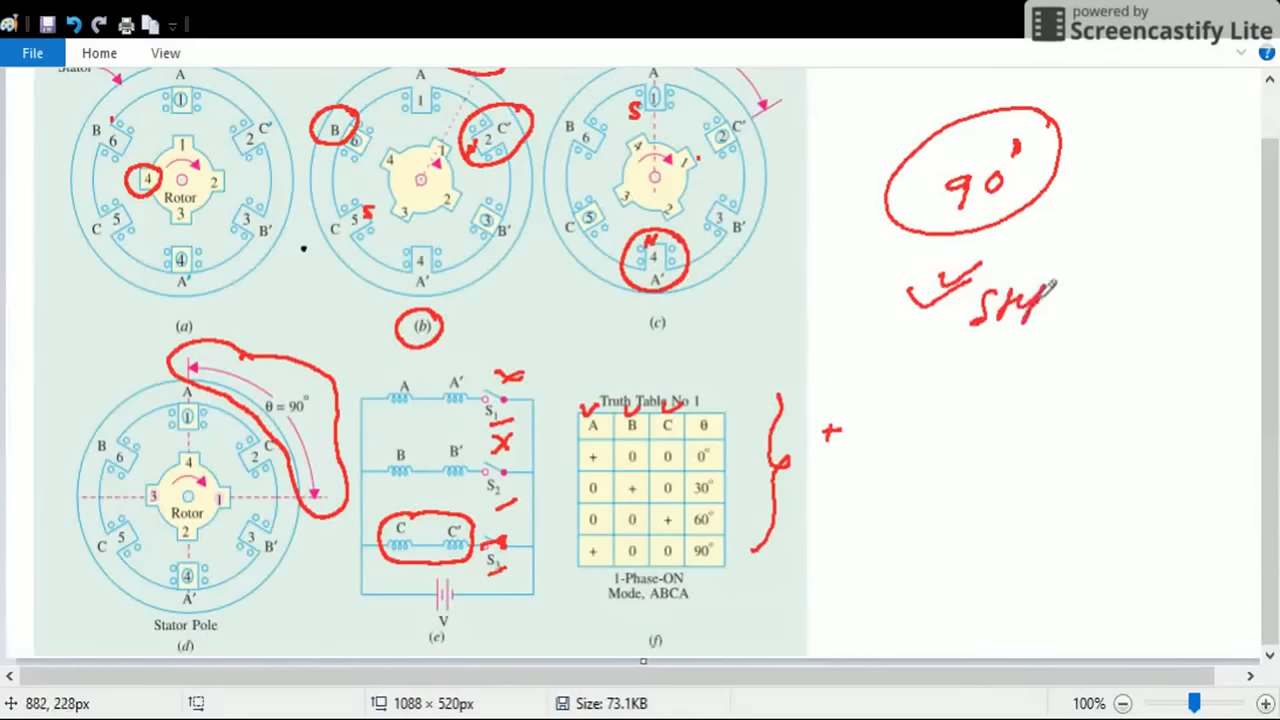 powered by
Screencastify Lite
File Home View
Stator
A A A
1 1 1
B 6 C' 2
B 6 2 C'
B 6 2 C'
4 1 2 3 Rotor
4 1 2 3
4 1 2 3
S
N
C 5 3 B'
S
C 5 3 B'
C 5 3 B'
4 4 N 4
A' A' A'
(a) (b) (c)
90
A
θ = 90°
1
B 6 C' 2
4
3 Rotor 1
2
C 5 3 B'
4
A'
Stator Pole
(d)
A A' S1
B B' S2
C C' S3
V
(e)
Truth Table No 1
A B C θ
+ 0 0 0°
0 + 0 30°
0 0 + 60°
+ 0 0 90°
1-Phase-ON
Mode, ABCA
(f)
+
882, 228px 1088 × 520px Size: 73.1KB 100%